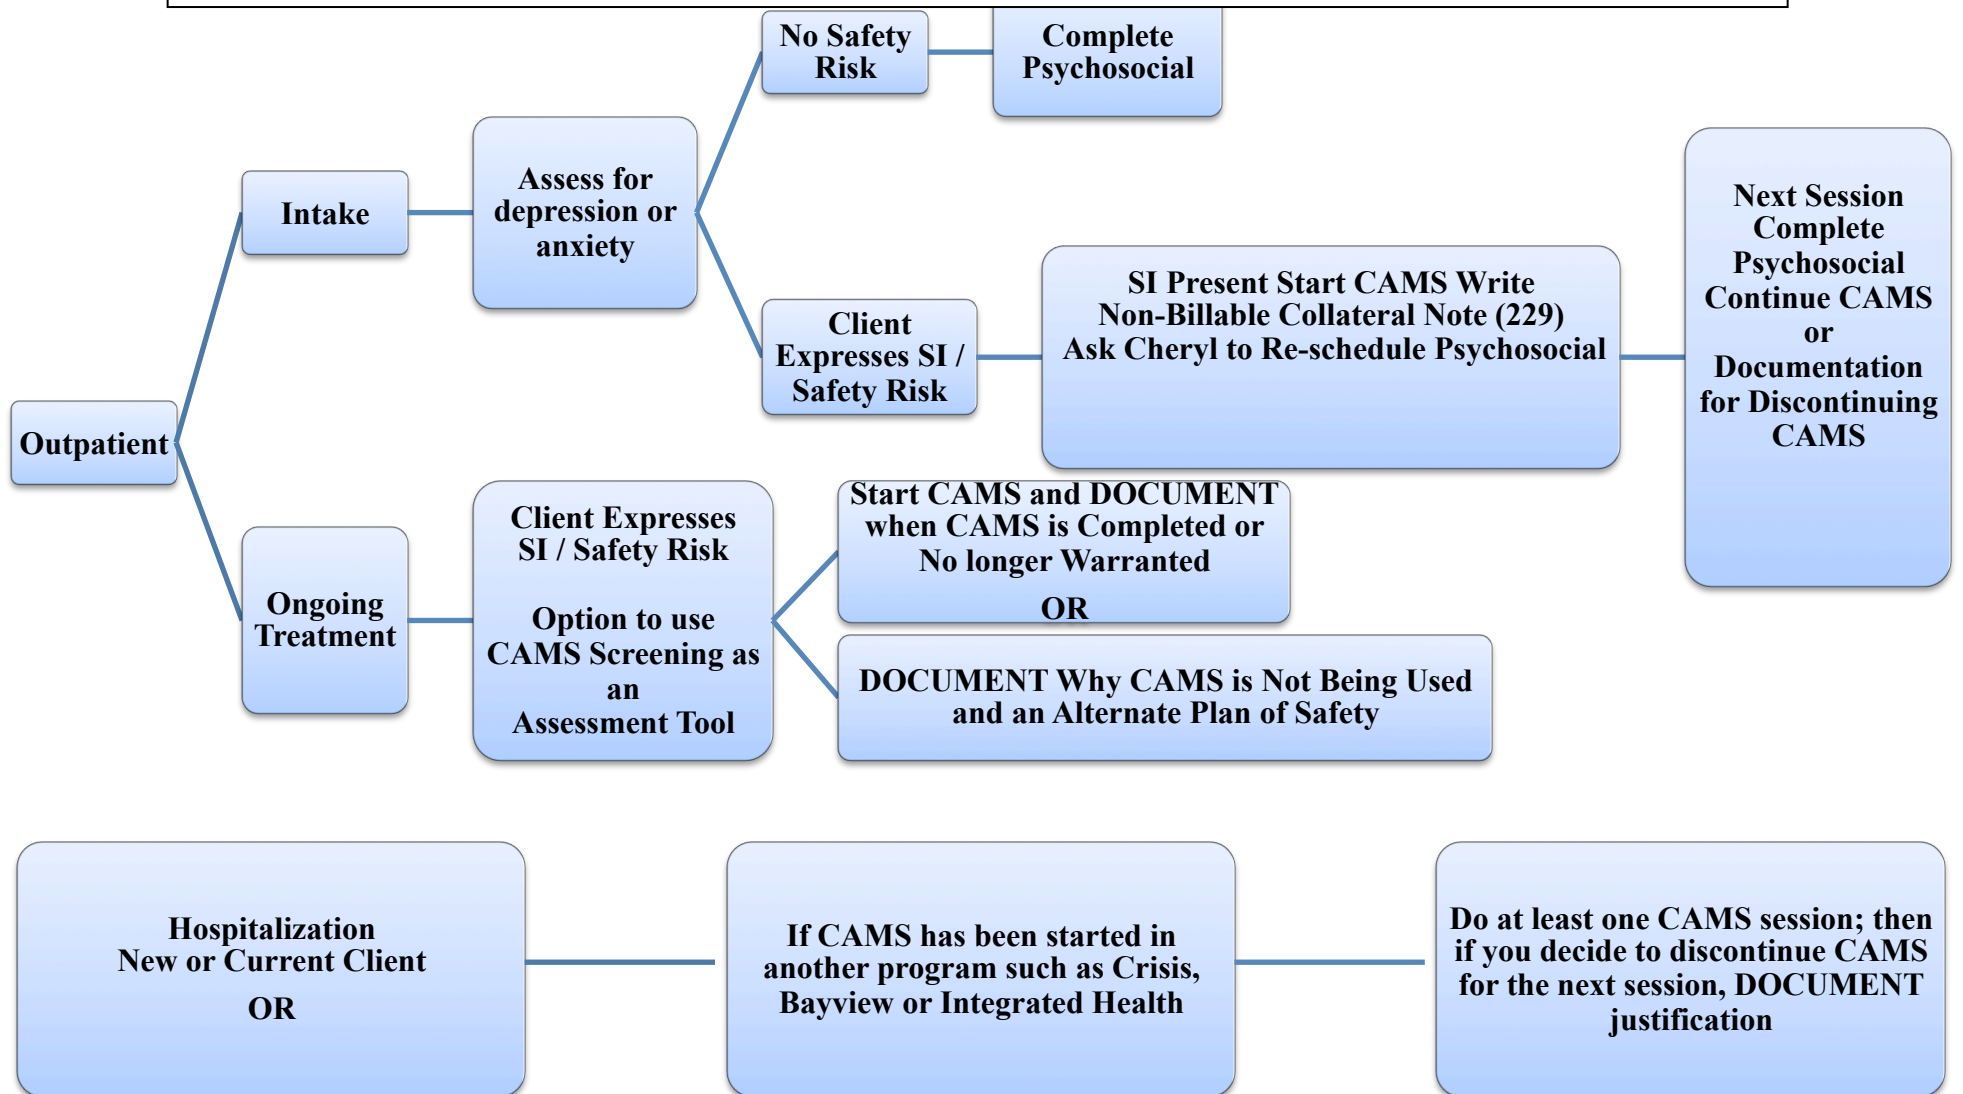 No Safety
Risk
Complete
Psychosocial
Intake
Assess for
depression or
anxiety
Client
Expresses SI /
Safety Risk
SI Present Start CAMS Write
Non-Billable Collateral Note (229)
Ask Cheryl to Re-schedule Psychosocial
Next Session
Complete
Psychosocial
Continue CAMS
or
Documentation
for Discontinuing
CAMS
Outpatient
Ongoing
Treatment
Client Expresses
SI / Safety Risk
Option to use
CAMS Screening as
an
Assessment Tool
Start CAMS and DOCUMENT
when CAMS is Completed or
No longer Warranted
OR
DOCUMENT Why CAMS is Not Being Used
and an Alternate Plan of Safety
Hospitalization
New or Current Client
OR
If CAMS has been started in
another program such as Crisis,
Bayview or Integrated Health
Do at least one CAMS session; then
if you decide to discontinue CAMS
for the next session, DOCUMENT
justification